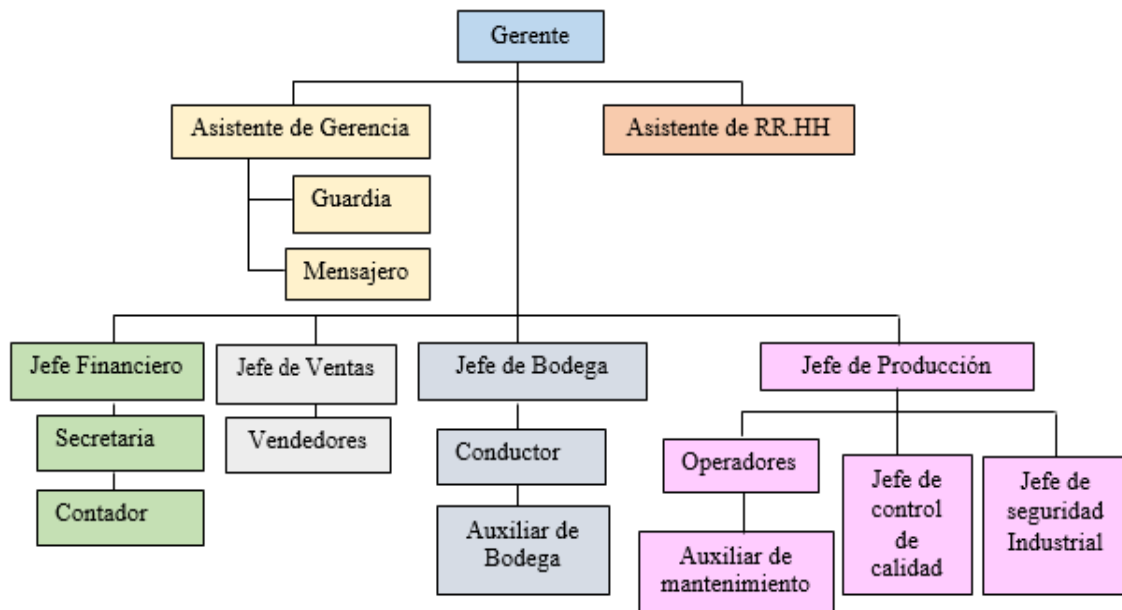 Gerente
Asistente de Gerencia
Asistente de RR.HH
Guardia
Mensajero
Jefe Financiero
Jefe de Ventas
Jefe de Bodega
Jefe de Producción
Secretaria
Vendedores
Conductor
Operadores
Jefe de
control
de
calidad
Jefe de
seguridad
Industrial
Contador
Auxiliar de
Bodega
Auxiliar de
mantenimiento